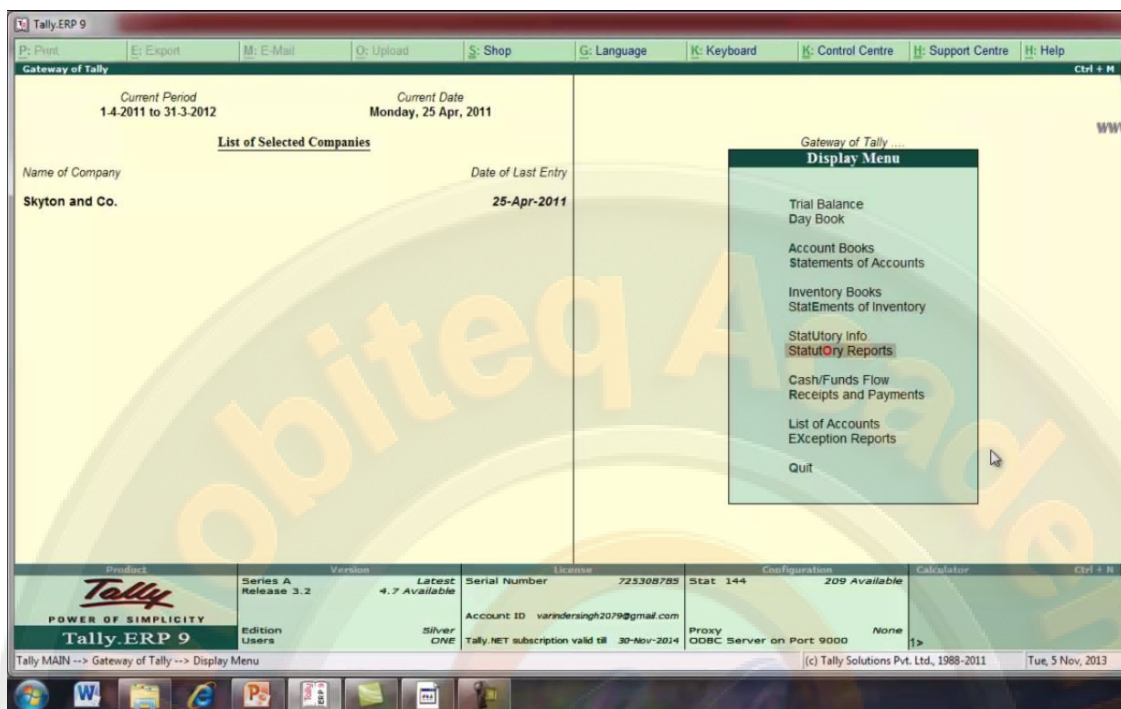 Tally.ERP 9
P: Print E: Export M: E-Mail O: Upload S: Shop G: Language K: Keyboard K: Control Centre H: Support Centre H: Help
Gateway of Tally Ctrl + M
Current Period Current Date
1-4-2011 to 31-3-2012 Monday, 25 Apr, 2011
List of Selected Companies
Name of Company Date of Last Entry
Skyton and Co. 25-Apr-2011
Gateway of Tally ....
Display Menu
Trial Balance
Day Book
Account Books
Statements of Accounts
Inventory Books
StatEments of Inventory
StatUtory Info
StatutOry Reports
Cash/Funds Flow
Receipts and Payments
List of Accounts
EXception Reports
Quit
Product Version License Configuration Calculator Ctrl + N
Tally
POWER OF SIMPLICITY
Tally.ERP 9
Series A Latest
Release 3.2 4.7 Available
Edition Silver
Users ONE
Serial Number 725308785
Account ID varindersingh2079@gmail.com
Tally.NET subscription valid till 30-Nov-2014
Stat 144 209 Available
Proxy None
ODBC Server on Port 9000
1>
Tally MAIN --> Gateway of Tally --> Display Menu (c) Tally Solutions Pvt. Ltd., 1988-2011 Tue, 5 Nov, 2013
obiteq Acade